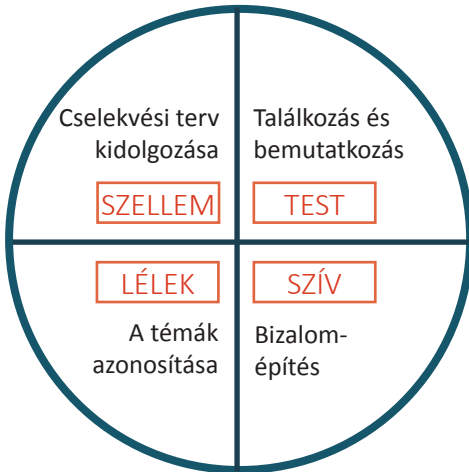 Cselekvési terv
kidolgozása
SZELLEM
Találkozás és
bemutatkozás
TEST
LÉLEK
A témák
azonosítása
SZÍV
Bizalom-
építés